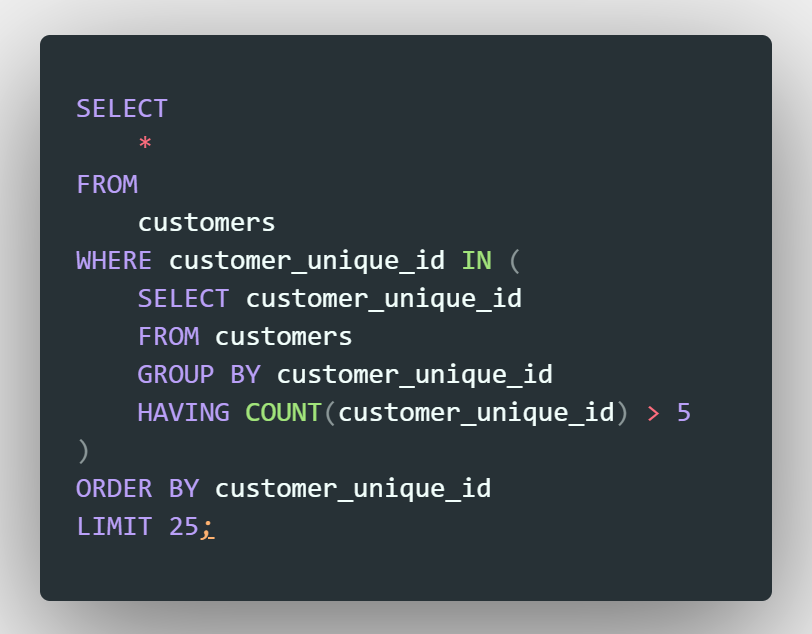 SELECT
    *
FROM
    customers
WHERE customer_unique_id IN (
    SELECT customer_unique_id
    FROM customers
    GROUP BY customer_unique_id
    HAVING COUNT(customer_unique_id) > 5
)
ORDER BY customer_unique_id
LIMIT 25;